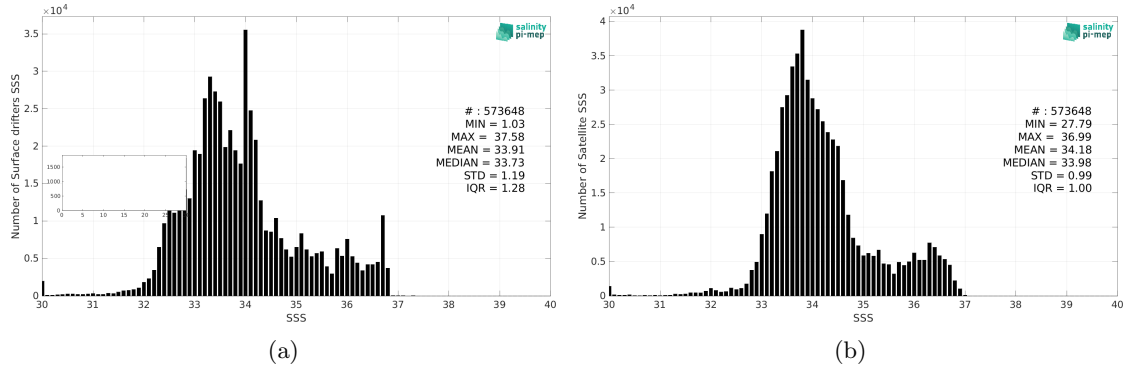 ×10⁴
3.5
3
2.5
2
1.5
1
0.5
0
Number of Surface drifters SSS
salinity
pi-mep
# : 573648
MIN = 1.03
MAX = 37.58
MEAN = 33.91
MEDIAN = 33.73
STD = 1.19
IQR = 1.28
1500
1000
500
0
0 5 10 15 20 25
30 31 32 33 34 35 36 37 38 39 40
SSS
(a)
×10⁴
4
3.5
3
2.5
2
1.5
1
0.5
0
Number of Satellite SSS
salinity
pi-mep
# : 573648
MIN = 27.79
MAX = 36.99
MEAN = 34.18
MEDIAN = 33.98
STD = 0.99
IQR = 1.00
30 31 32 33 34 35 36 37 38 39 40
SSS
(b)